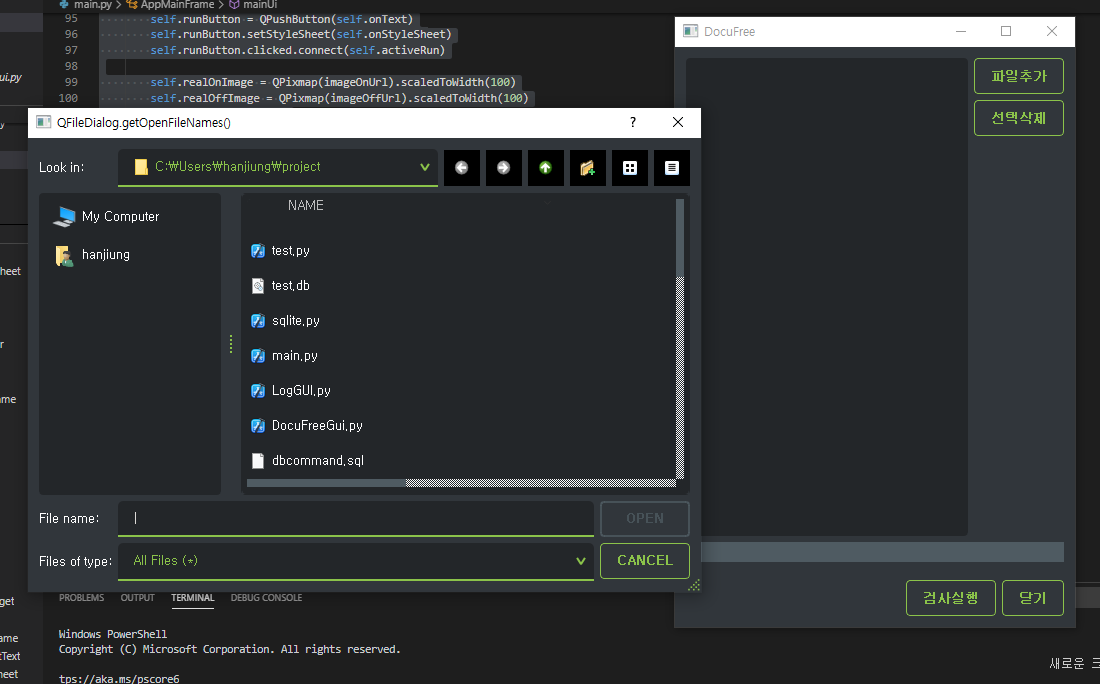 main.py > AppMainFrame > mainUi
95 self.runButton = QPushButton(self.onText)
96 self.runButton.setStyleSheet(self.onStyleSheet)
97 self.runButton.clicked.connect(self.activeRun)
98
99 self.realOnImage = QPixmap(imageOnUrl).scaledToWidth(100)
100 self.realOffImage = QPixmap(imageOffUrl).scaledToWidth(100)
ui.py
y
heet
r
ame
get
ame
tText
heet
DocuFree
파일추가
선택삭제
검사실행
닫기
QFileDialog.getOpenFileNames()
?
Look in:
C:₩Users₩hanjiung₩project
My Computer
hanjiung
NAME
test.py
test.db
sqlite.py
main.py
LogGUI.py
DocuFreeGui.py
dbcommand.sql
File name:
OPEN
Files of type:
All Files (*)
CANCEL
PROBLEMS OUTPUT TERMINAL DEBUG CONSOLE
Windows PowerShell
Copyright (C) Microsoft Corporation. All rights reserved.
tps://aka.ms/pscore6
새로운 크